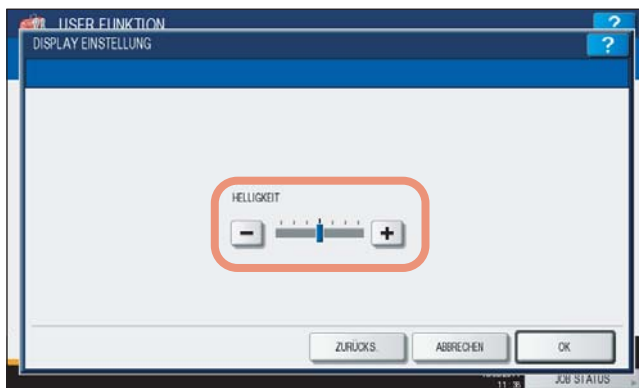 USER FUNKTION ?
DISPLAY EINSTELLUNG ?
HELLIGKEIT
− +
ZURÜCKS. ABBRECHEN OK
JOB STATUS